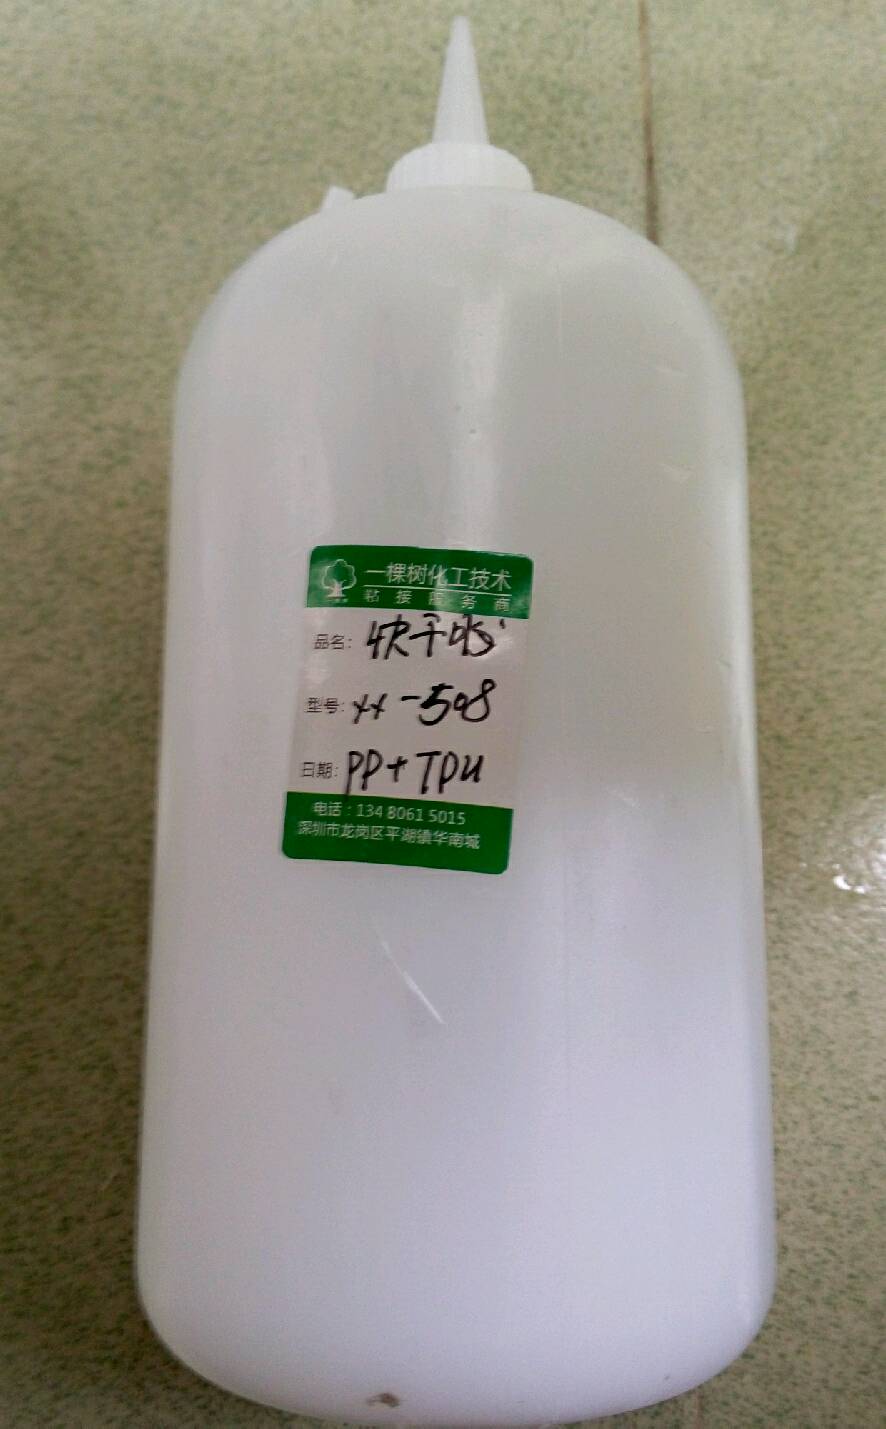 一棵树化工技术
粘接服务商
品名: 快干胶
型号: XX-508
日期: PP+TPU
电话：134 8061 5015
深圳市龙岗区平湖镇华南城